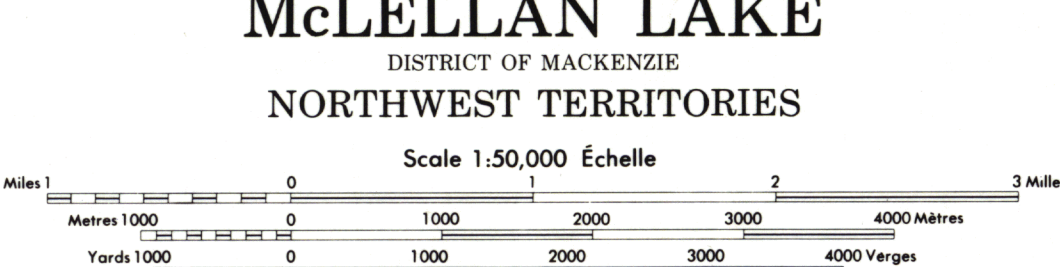 McLELLAN LAKE
DISTRICT OF MACKENZIE
NORTHWEST TERRITORIES
Scale 1:50,000 Échelle
Miles 1 0 1 2 3 Mille
Metres 1000 0 1000 2000 3000 4000 Mètres
Yards 1000 0 1000 2000 3000 4000 Verges